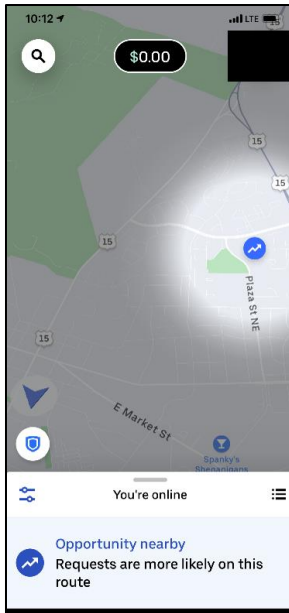 10:12
LTE
$0.00
15
15
15
15
15
Plaza St NE
E Market St
Spanky's
Shenanigans
You're online
Opportunity nearby
Requests are more likely on this
route